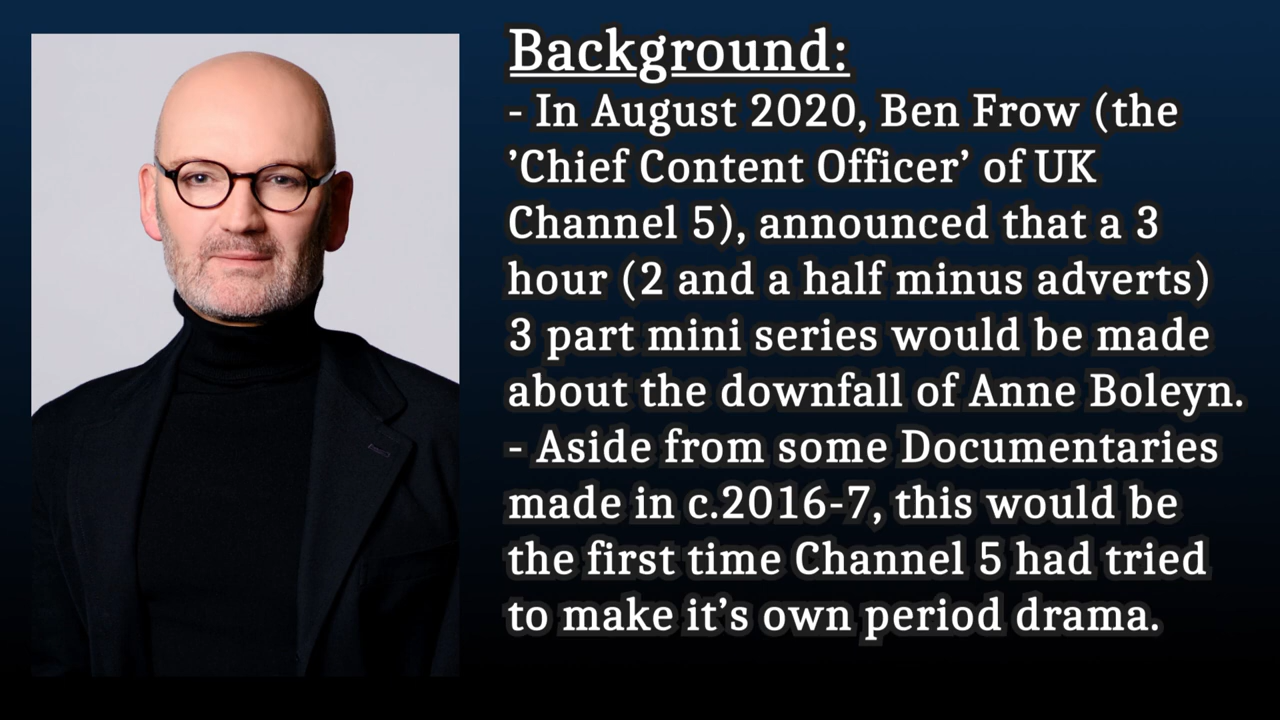 Background:
- In August 2020, Ben Frow (the
’Chief Content Officer’ of UK
Channel 5), announced that a 3
hour (2 and a half minus adverts)
3 part mini series would be made
about the downfall of Anne Boleyn.
- Aside from some Documentaries
made in c.2016-7, this would be
the first time Channel 5 had tried
to make it’s own period drama.